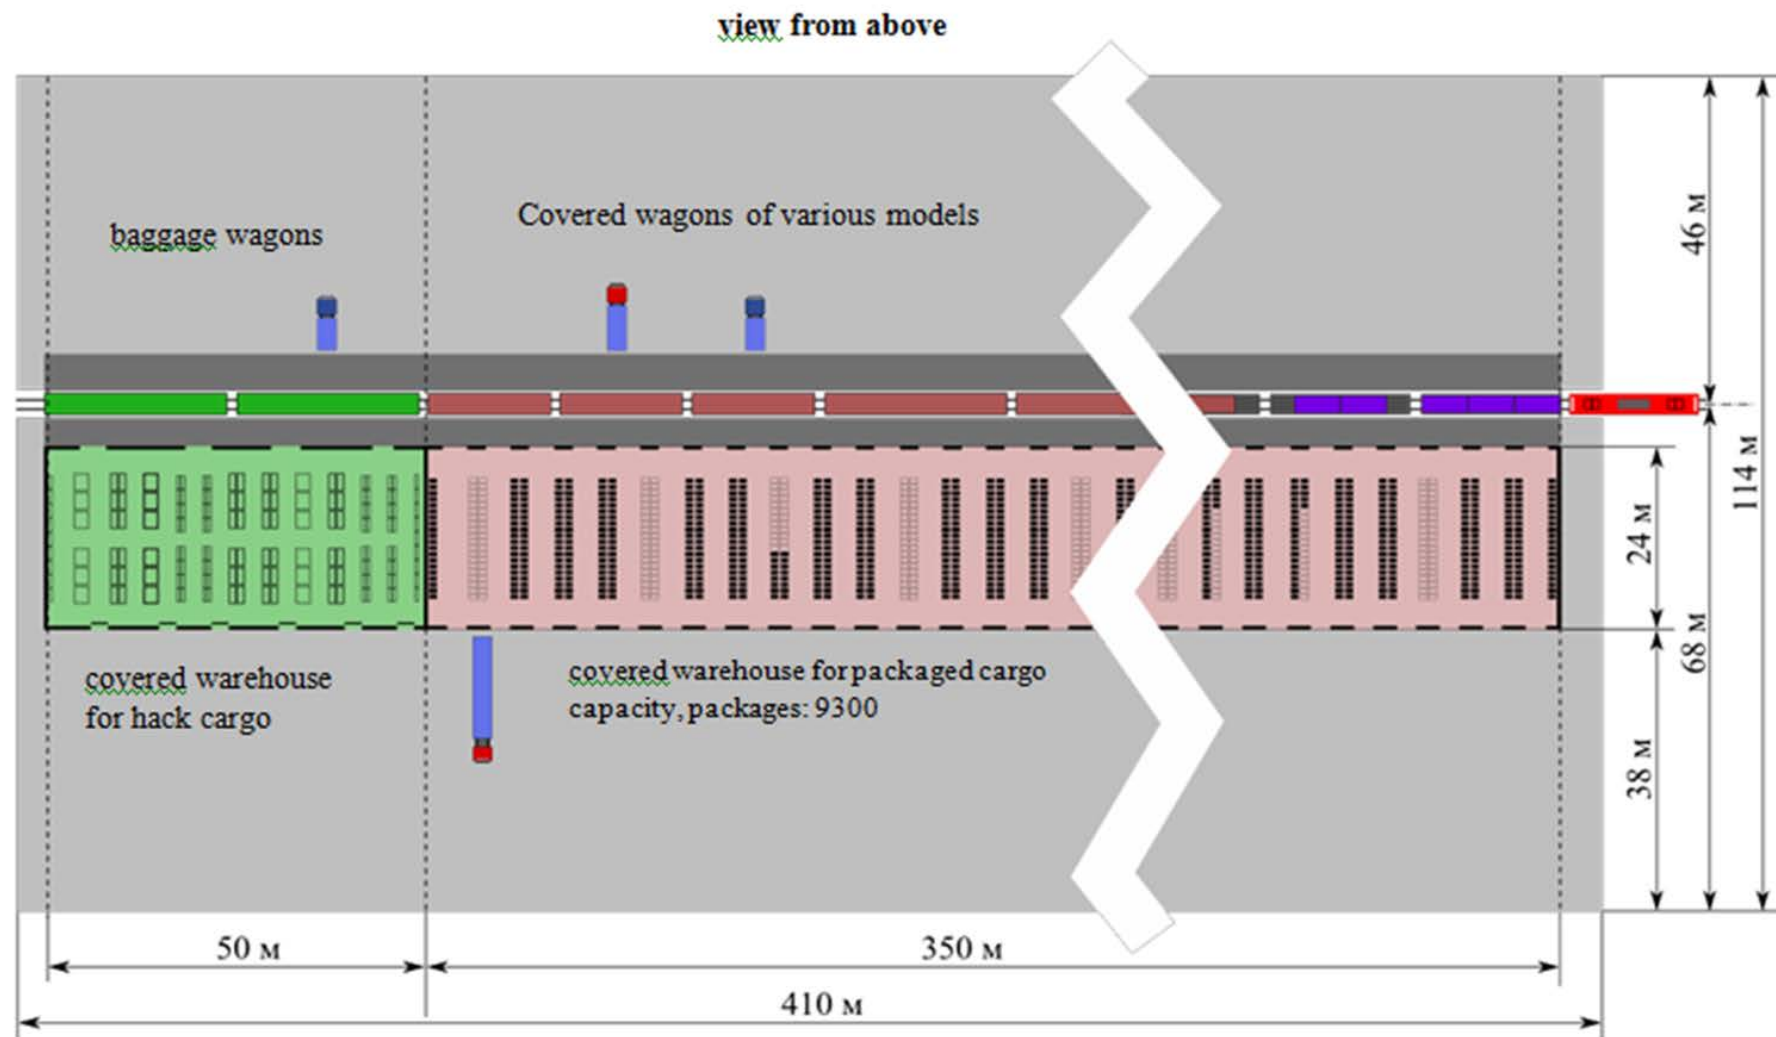 view from above
baggage wagons
Covered wagons of various models
46 м
114 м
24 м
68 м
38 м
covered warehouse
for hack cargo
covered warehouse for packaged cargo
capacity, packages: 9300
50 м
350 м
410 м